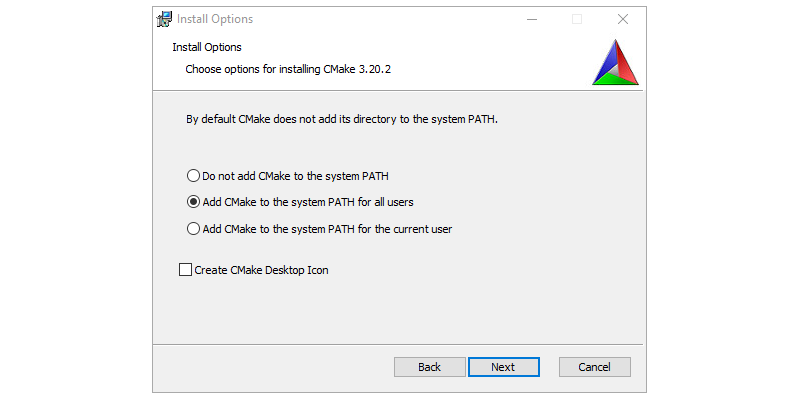 Install Options
Install Options
Choose options for installing CMake 3.20.2
By default CMake does not add its directory to the system PATH.
Do not add CMake to the system PATH
Add CMake to the system PATH for all users
Add CMake to the system PATH for the current user
Create CMake Desktop Icon
Back
Next
Cancel